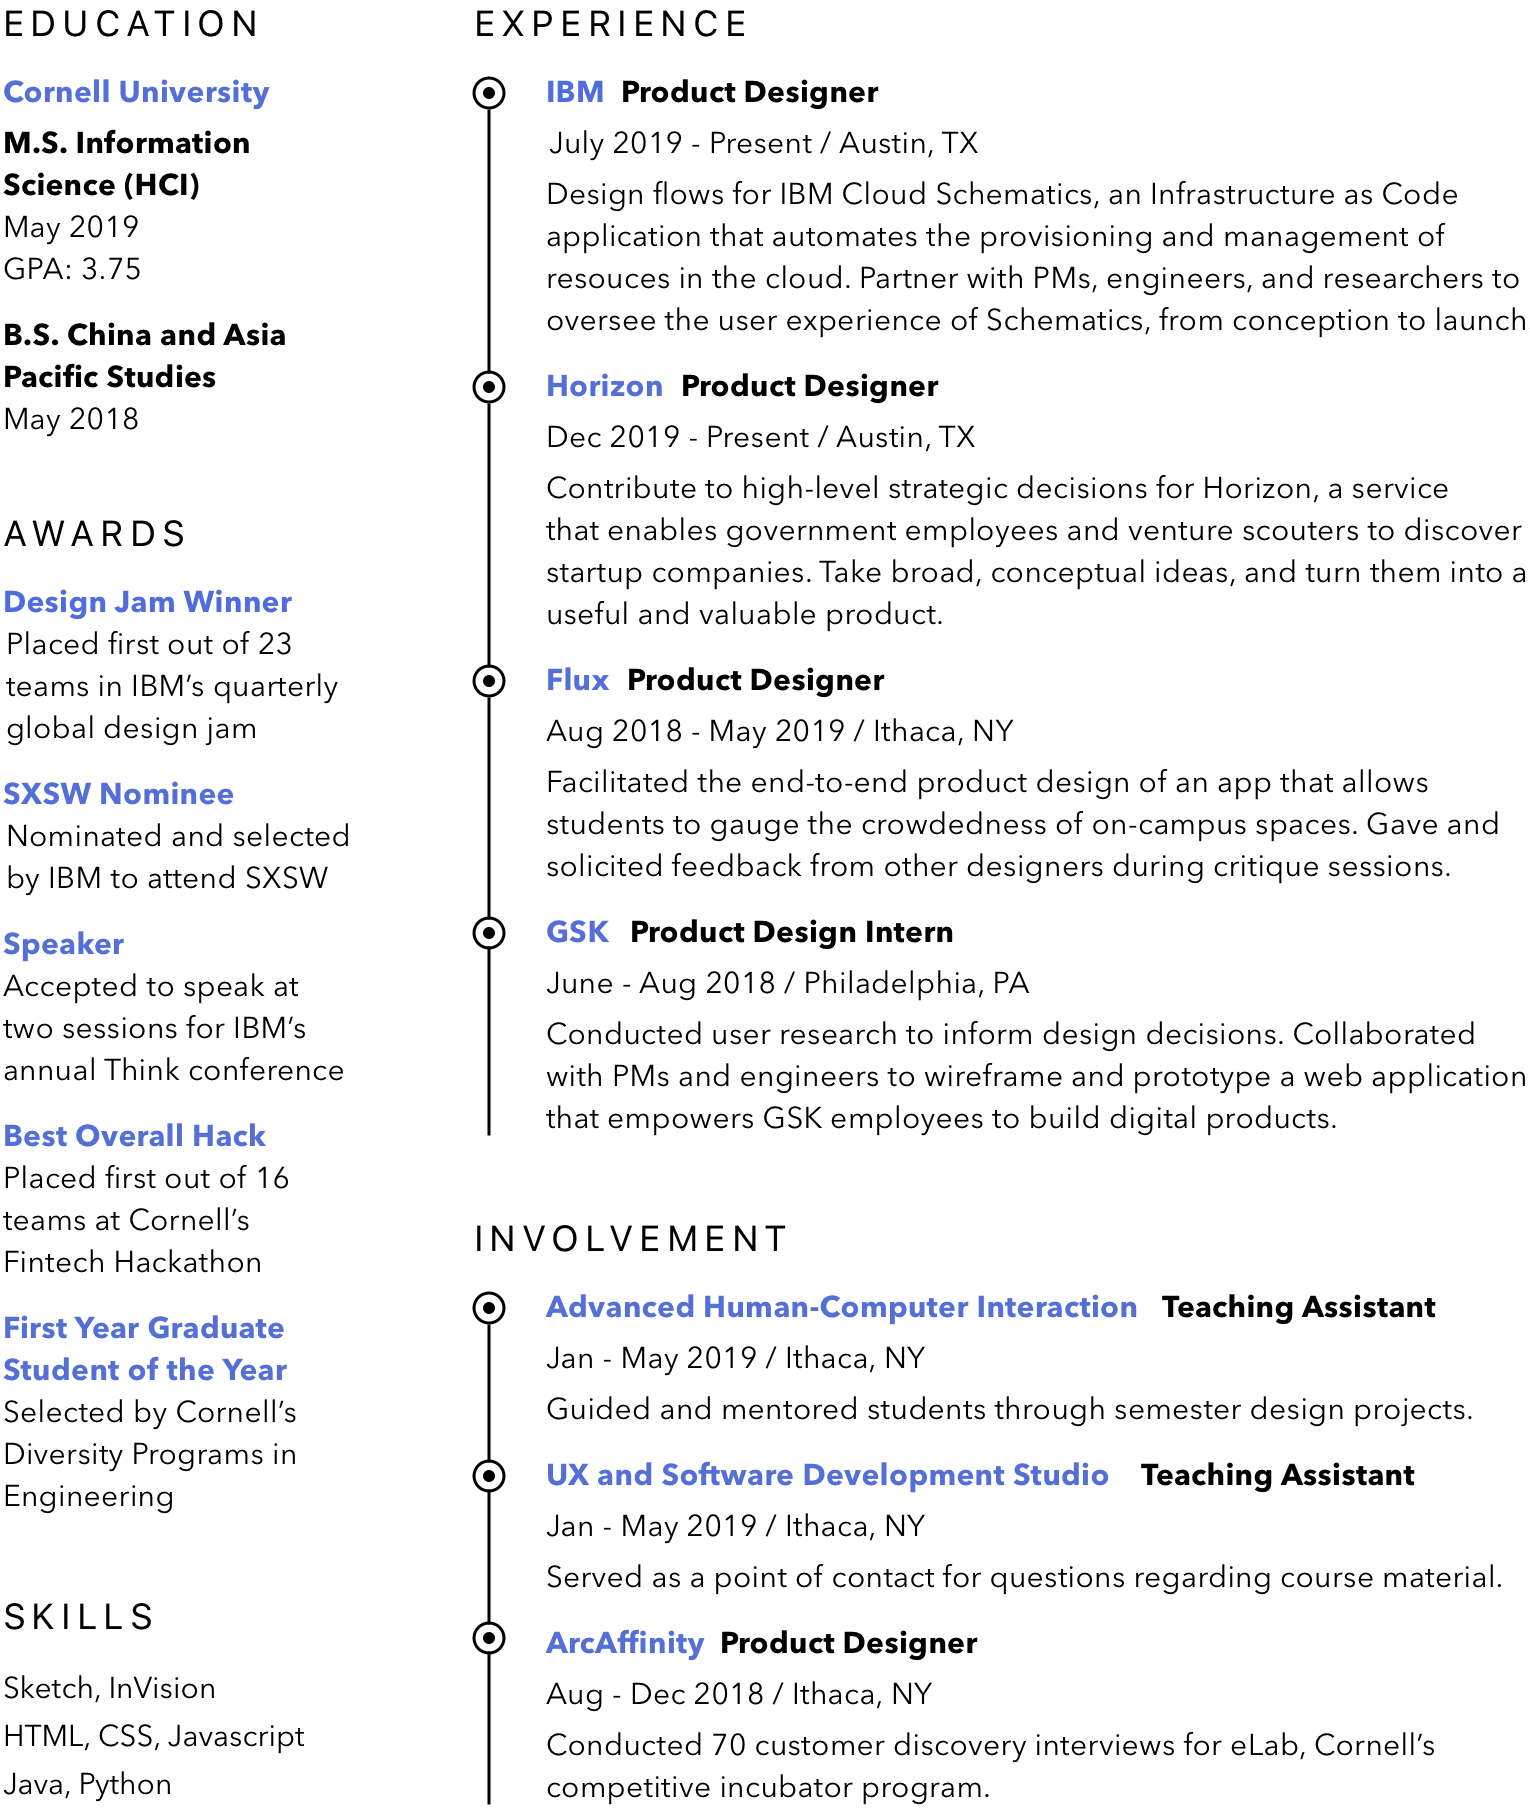 EDUCATION
Cornell University
M.S. Information
Science (HCI)
May 2019
GPA: 3.75
B.S. China and Asia
Pacific Studies
May 2018
AWARDS
Design Jam Winner
Placed first out of 23
teams in IBM’s quarterly
global design jam
SXSW Nominee
Nominated and selected
by IBM to attend SXSW
Speaker
Accepted to speak at
two sessions for IBM’s
annual Think conference
Best Overall Hack
Placed first out of 16
teams at Cornell’s
Fintech Hackathon
First Year Graduate
Student of the Year
Selected by Cornell’s
Diversity Programs in
Engineering
SKILLS
Sketch, InVision
HTML, CSS, Javascript
Java, Python
EXPERIENCE
IBM Product Designer
July 2019 - Present / Austin, TX
Design flows for IBM Cloud Schematics, an Infrastructure as Code
application that automates the provisioning and management of
resouces in the cloud. Partner with PMs, engineers, and researchers to
oversee the user experience of Schematics, from conception to launch
Horizon Product Designer
Dec 2019 - Present / Austin, TX
Contribute to high-level strategic decisions for Horizon, a service
that enables government employees and venture scouters to discover
startup companies. Take broad, conceptual ideas, and turn them into a
useful and valuable product.
Flux Product Designer
Aug 2018 - May 2019 / Ithaca, NY
Facilitated the end-to-end product design of an app that allows
students to gauge the crowdedness of on-campus spaces. Gave and
solicited feedback from other designers during critique sessions.
GSK Product Design Intern
June - Aug 2018 / Philadelphia, PA
Conducted user research to inform design decisions. Collaborated
with PMs and engineers to wireframe and prototype a web application
that empowers GSK employees to build digital products.
INVOLVEMENT
Advanced Human-Computer Interaction Teaching Assistant
Jan - May 2019 / Ithaca, NY
Guided and mentored students through semester design projects.
UX and Software Development Studio Teaching Assistant
Jan - May 2019 / Ithaca, NY
Served as a point of contact for questions regarding course material.
ArcAffinity Product Designer
Aug - Dec 2018 / Ithaca, NY
Conducted 70 customer discovery interviews for eLab, Cornell’s
competitive incubator program.